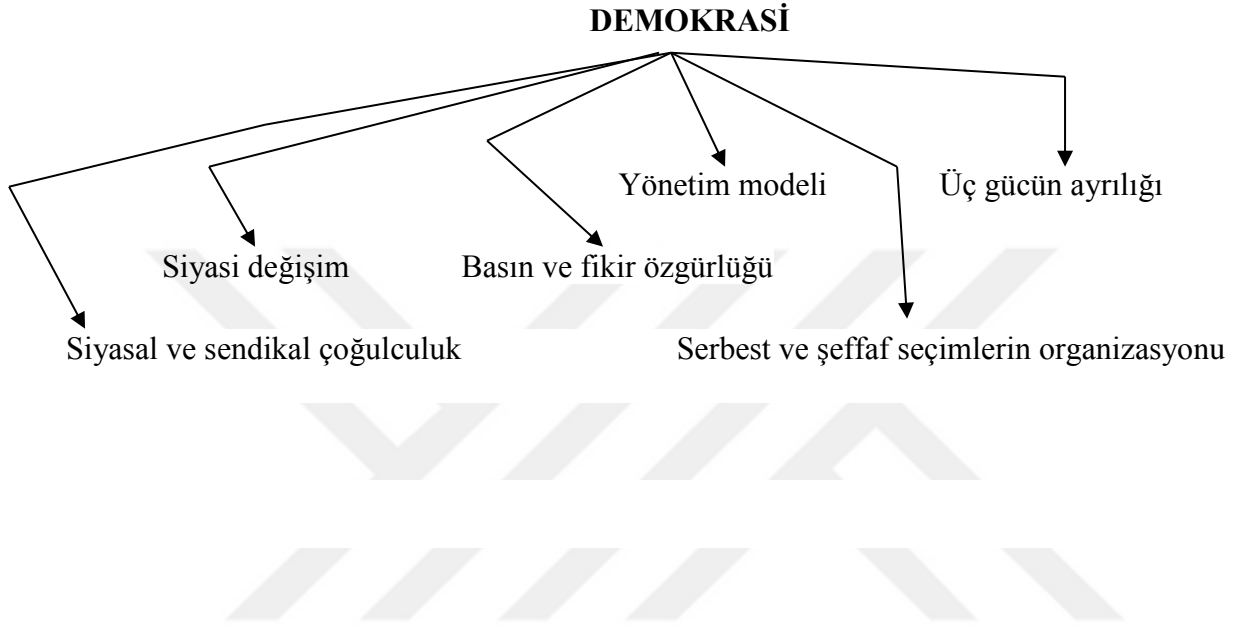 DEMOKRASİ
Yönetim modeli
Üç gücün ayrılığı
Siyasi değişim
Basın ve fikir özgürlüğü
Siyasal ve sendikal çoğulculuk
Serbest ve şeffaf seçimlerin organizasyonu